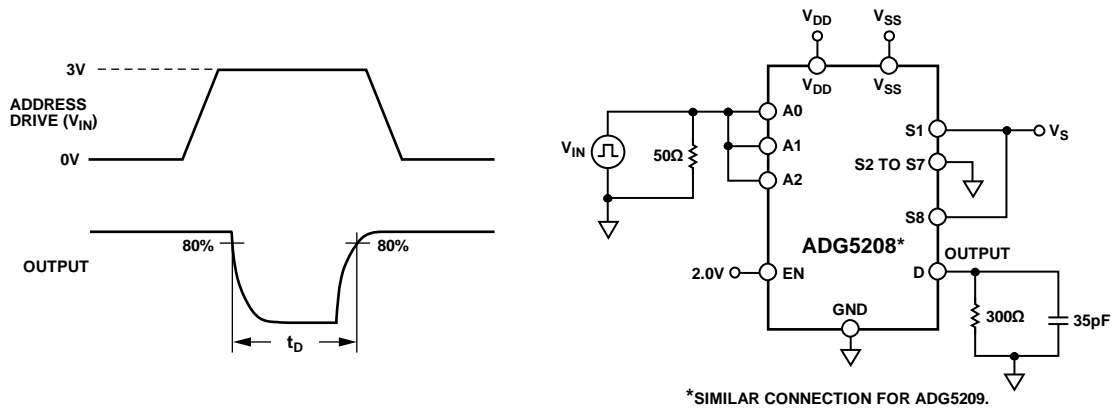 3V
ADDRESS
DRIVE (VIN)
0V
80%
80%
OUTPUT
tD
VDD
VSS
VDD
VSS
A0
A1
A2
VIN
50Ω
S1
VS
S2 TO S7
S8
ADG5208*
OUTPUT
2.0V
EN
D
GND
300Ω
35pF
*SIMILAR CONNECTION FOR ADG5209.